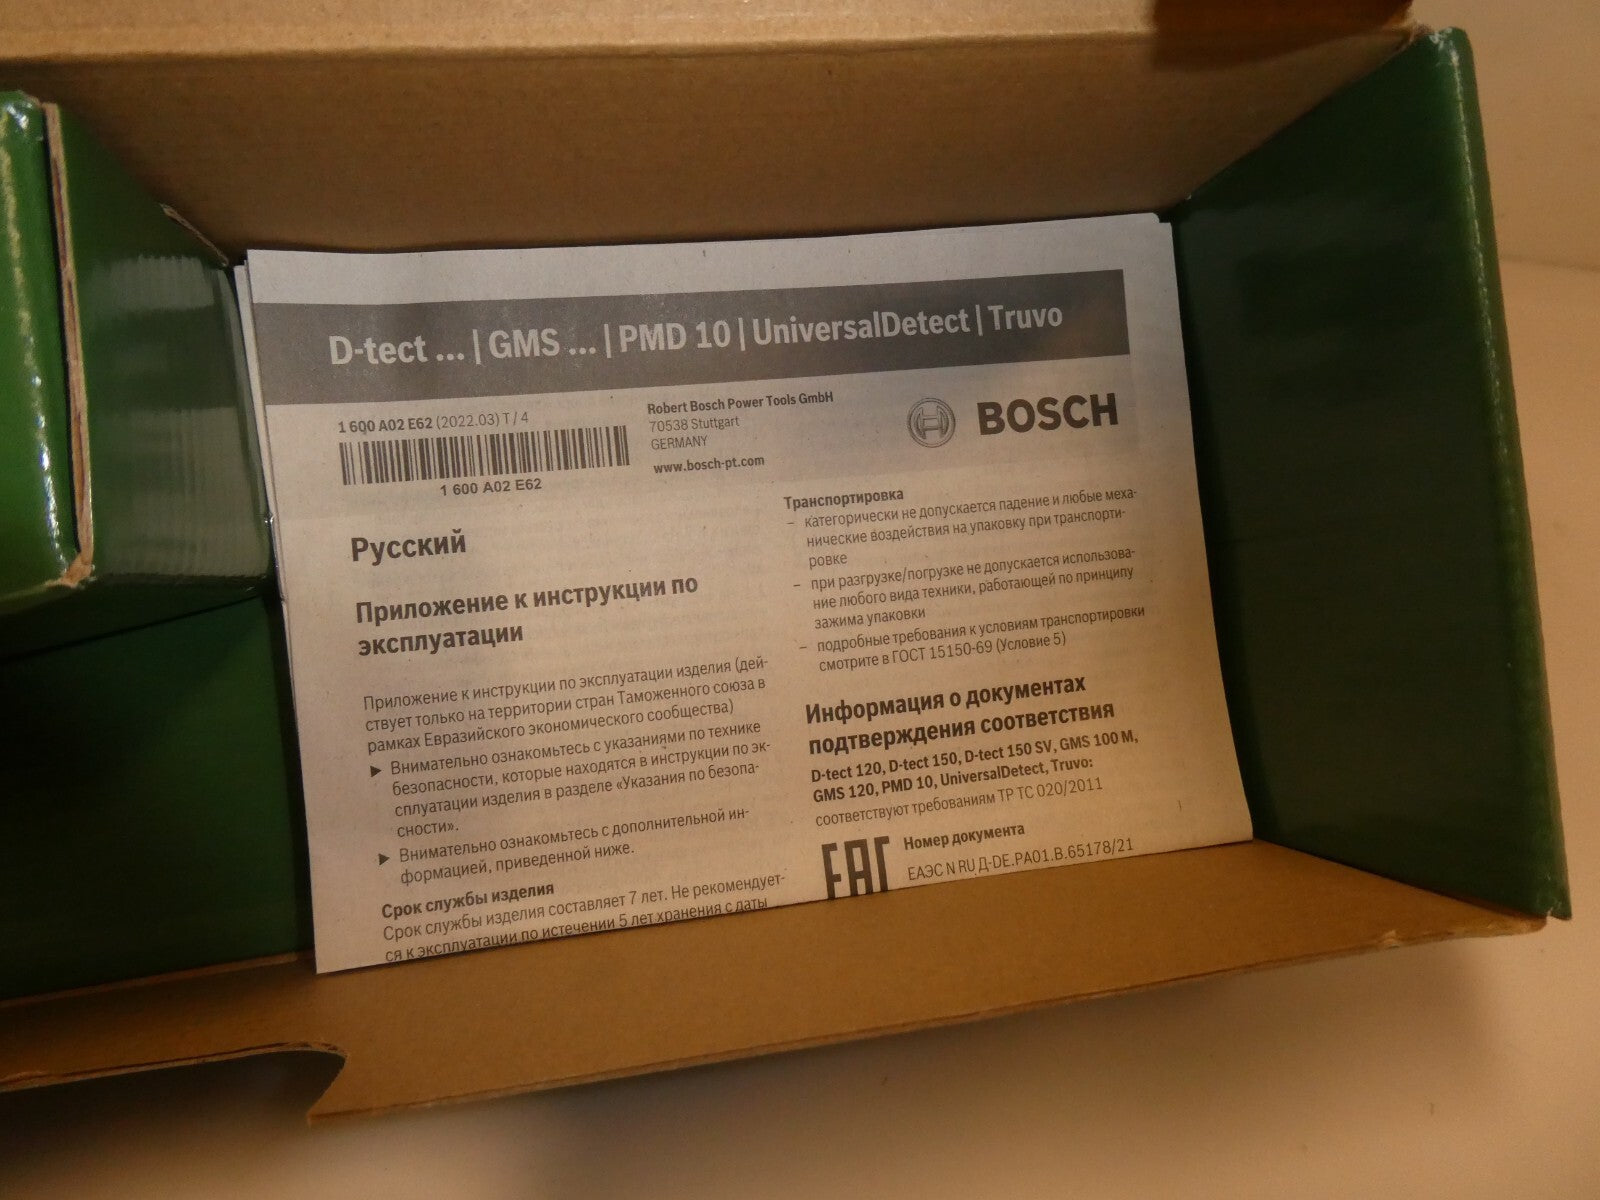 D-tect ... | GMS ... | PMD 10 | UniversalDetect | Truvo
1 600 A02 E62 (2022.03) T / 4
1 600 A02 E62
Robert Bosch Power Tools GmbH
70538 Stuttgart
GERMANY
www.bosch-pt.com
BOSCH
Русский
Приложение к инструкции по
эксплуатации
Приложение к инструкции по эксплуатации изделия (дей-
ствует только на территории стран Таможенного союза в
рамках Евразийского экономического сообщества)
► Внимательно ознакомьтесь с указаниями по технике
безопасности, которые находятся в инструкции по эк-
сплуатации изделия в разделе «Указания по безопа-
сности».
► Внимательно ознакомьтесь с дополнительной ин-
формацией, приведенной ниже.
Срок службы изделия
Срок службы изделия составляет 7 лет. Не рекомендует-
ся к эксплуатации по истечении 5 лет хранения с даты
Транспортировка
– категорически не допускается падение и любые меха-
нические воздействия на упаковку при транспорти-
ровке
– при разгрузке/погрузке не допускается использова-
ние любого вида техники, работающей по принципу
зажима упаковки
– подробные требования к условиям транспортировки
смотрите в ГОСТ 15150-69 (Условие 5)
Информация о документах
подтверждения соответствия
D-tect 120, D-tect 150, D-tect 150 SV, GMS 100 M,
GMS 120, PMD 10, UniversalDetect, Truvo:
соответствуют требованиям ТР ТС 020/2011
EAC
Номер документа
ЕАЭС N RU Д-DE.РА01.В.65178/21